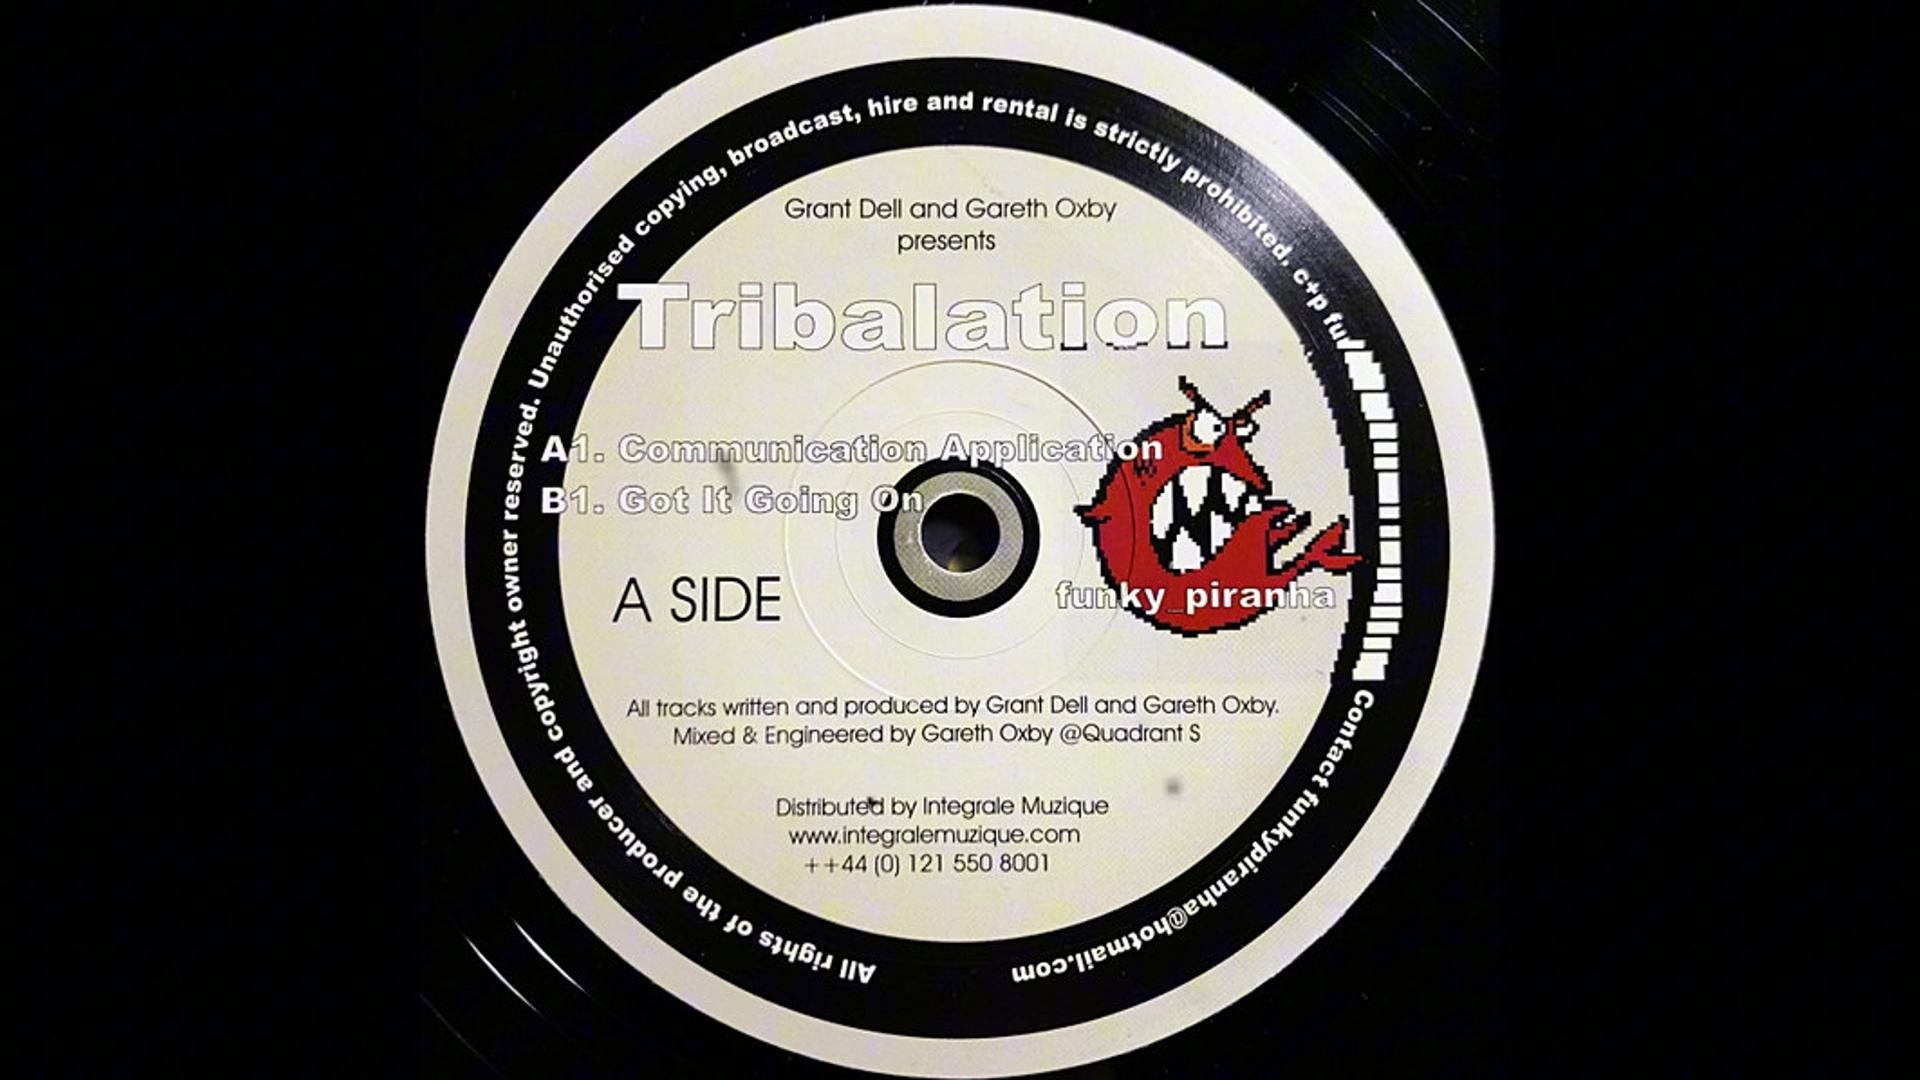 All rights of the producer and copyright owner reserved. Unauthorised copying, broadcast, hire and rental is strictly prohibited. c+p
Contact funkypiranha@hotmail.com
Grant Dell and Gareth Oxby
presents
Tribalation
A1. Communication Application
B1. Got It Going On
A SIDE
funky_piranha
All tracks written and produced by Grant Dell and Gareth Oxby.
Mixed & Engineered by Gareth Oxby @Quadrant S
Distributed by Integrale Muzique
www.integralemuzique.com
++44 (0) 121 550 8001